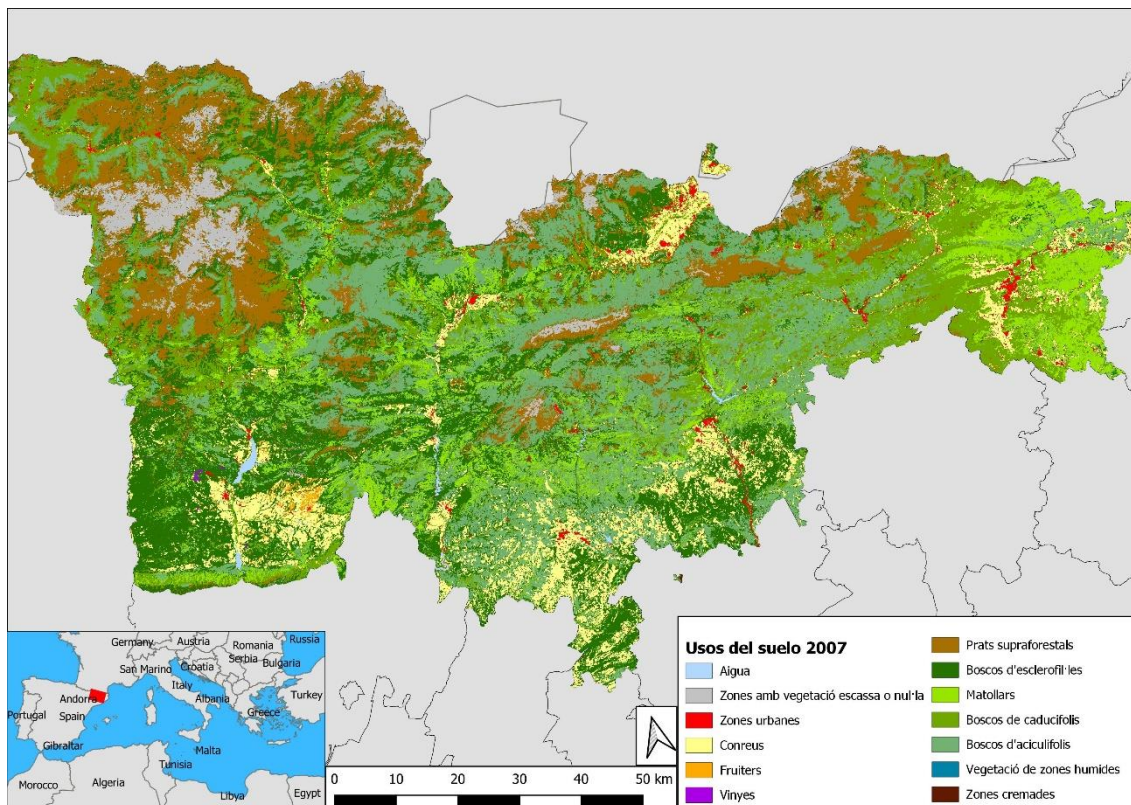 Usos del suelo 2007
Aigua
Zones amb vegetació escassa o nul·la
Zones urbanes
Conreus
Fruiters
Vinyes
Prats supraforestals
Boscos d'esclerofil·les
Matollars
Boscos de caducifolis
Boscos d'aciculifolis
Vegetació de zones humides
Zones cremades
0 10 20 30 40 50 km
Germany
Austria
Russia
Romania
Croatia
Serbia
San Marino
Bulgaria
Italy
Andorra
Albania
Turkey
Portugal
Spain
Greece
Gibraltar
Malta
Tunisia
Morocco
Algeria
Libya
Egypt